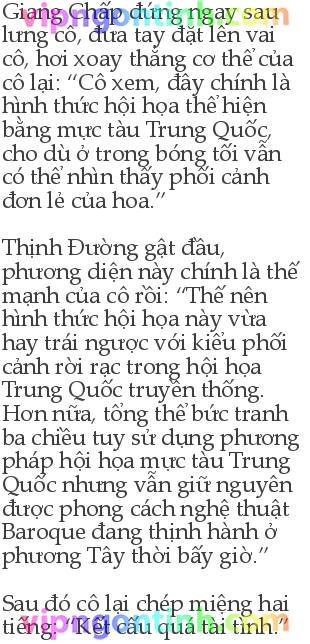 Giang chấp đứng ngay sau
lưng cô, đưa tay đặt lên vai
cô, hơi xoay thẳng cơ thể của
cô lại: “Cô xem, đây chính là
hình thức hội họa thể hiện
bằng mực tàu Trung Quốc,
cho dù ở trong bóng tối vẫn
có thể nhìn thấy phối cảnh
đơn lẻ của hoa.”
Thịnh Đường gật đầu,
phương diện này chính là thế
mạnh của cô rồi: “Thế nên
hình thức hội họa này vừa
hay trái ngược với kiểu phối
cảnh rời rạc trong hội họa
Trung Quốc truyền thống.
Hơn nữa, tổng thể bức tranh
ba chiều tuy sử dụng phương
pháp hội họa mực tàu Trung
Quốc nhưng vẫn giữ nguyên
được phong cách nghệ thuật
Baroque đang thịnh hành ở
phương Tây thời bấy giờ.”
Sau đó cô lại chép miệng hai
tiếng: “Kết cấu quá tài tình.”
vipngontinh.com
vipngontinh.com